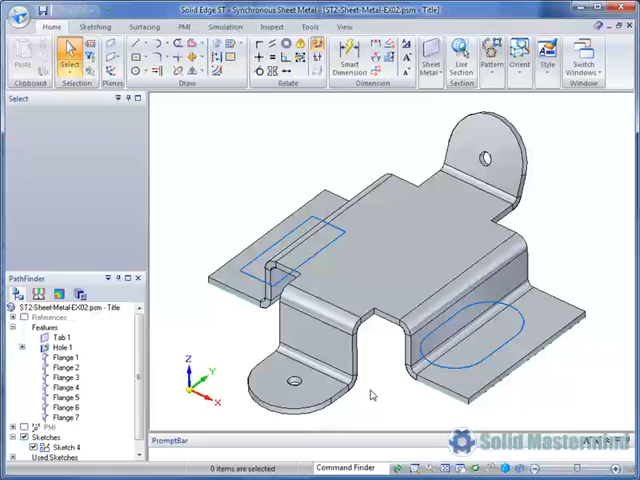 Solid Edge ST - Synchronous Sheet Metal - [ST2-Sheet-Metal-EX02.psm - Title]
Home Sketching Surfacing PMI Simulation Inspect Tools View
Paste
Select
Smart Dimension
Sheet Metal
Live Section
Pattern
Orient
Style
Switch Windows
Clipboard Select Planes Draw Relate Dimension Section Window
Select
PathFinder
ST2-Sheet-Metal-EX02.psm - Title
References
Features
Tab 1
Hole 1
Flange 1
Flange 2
Flange 3
Flange 4
Flange 5
Flange 6
Flange 7
PMI
Sketches
Sketch 4
Used Sketches
Z
Y
X
PromptBar
Solid Mastermind
0 items are selected
Command Finder